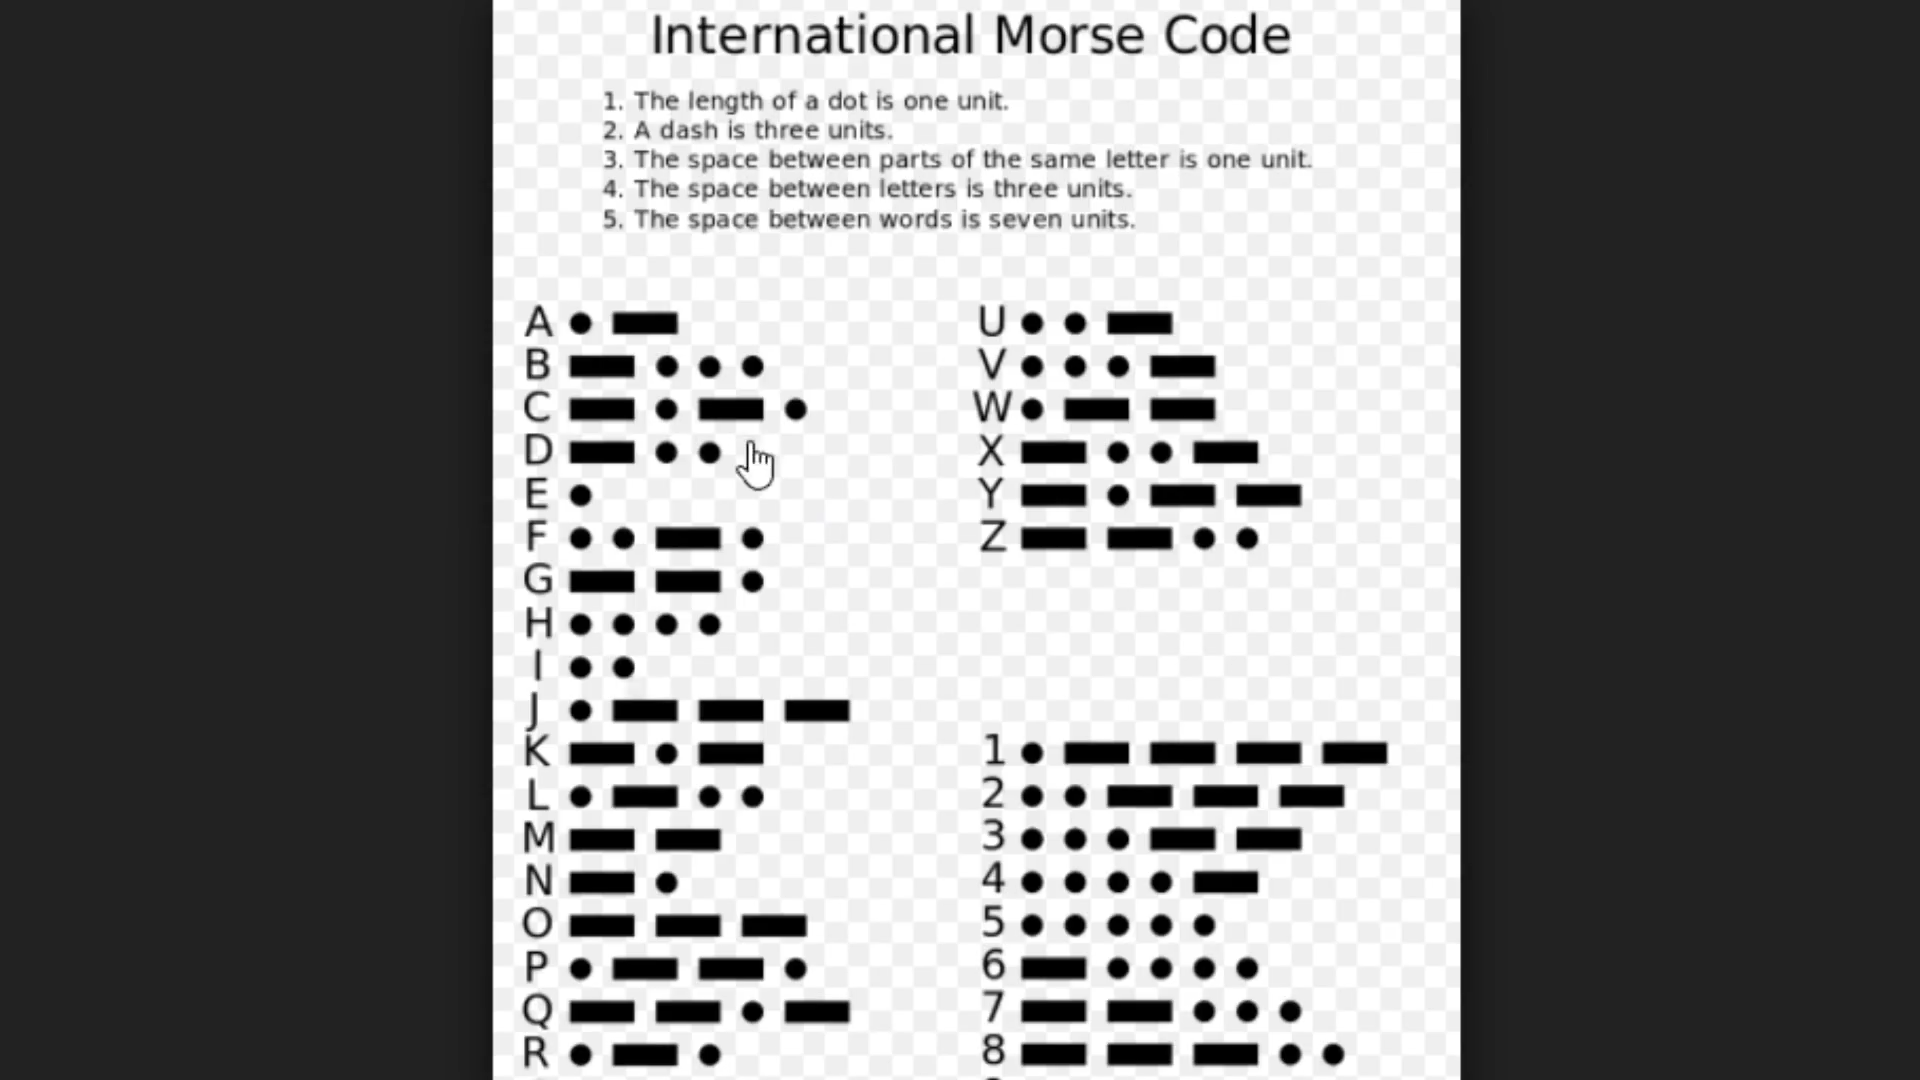 International Morse Code
1. The length of a dot is one unit.
2. A dash is three units.
3. The space between parts of the same letter is one unit.
4. The space between letters is three units.
5. The space between words is seven units.
A
B
C
D
E
F
G
H
I
J
K
L
M
N
O
P
Q
R
U
V
W
X
Y
Z
1
2
3
4
5
6
7
8